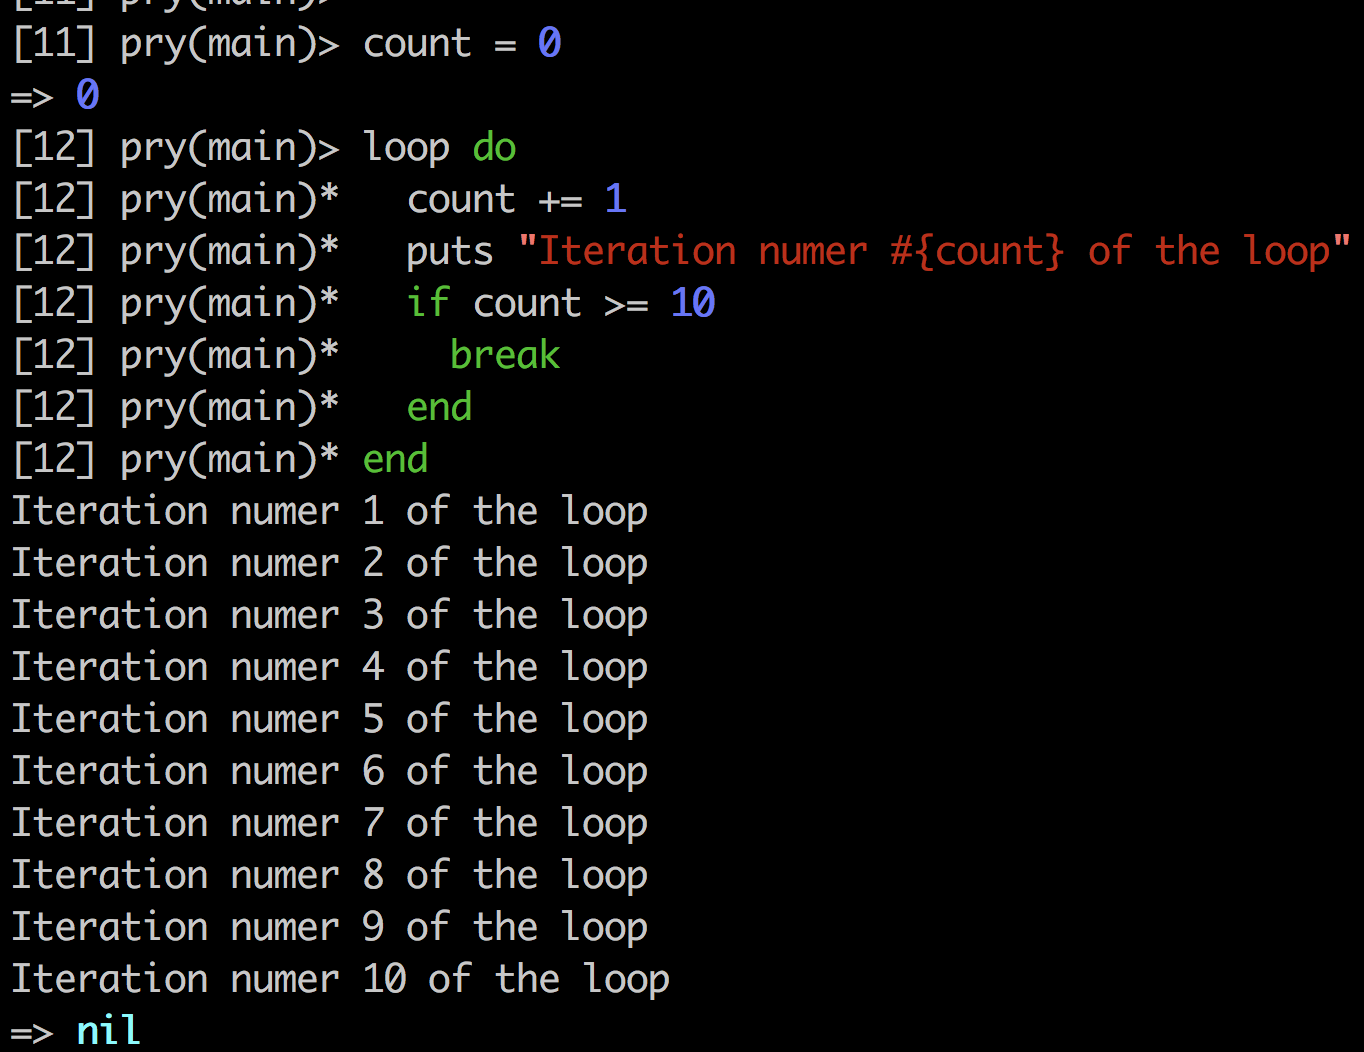 [11] pry(main)>
[11] pry(main)> count = 0
=> 0
[12] pry(main)> loop do
[12] pry(main)*   count += 1
[12] pry(main)*   puts "Iteration numer #{count} of the loop"
[12] pry(main)*   if count >= 10
[12] pry(main)*     break
[12] pry(main)*   end
[12] pry(main)* end
Iteration numer 1 of the loop
Iteration numer 2 of the loop
Iteration numer 3 of the loop
Iteration numer 4 of the loop
Iteration numer 5 of the loop
Iteration numer 6 of the loop
Iteration numer 7 of the loop
Iteration numer 8 of the loop
Iteration numer 9 of the loop
Iteration numer 10 of the loop
=> nil